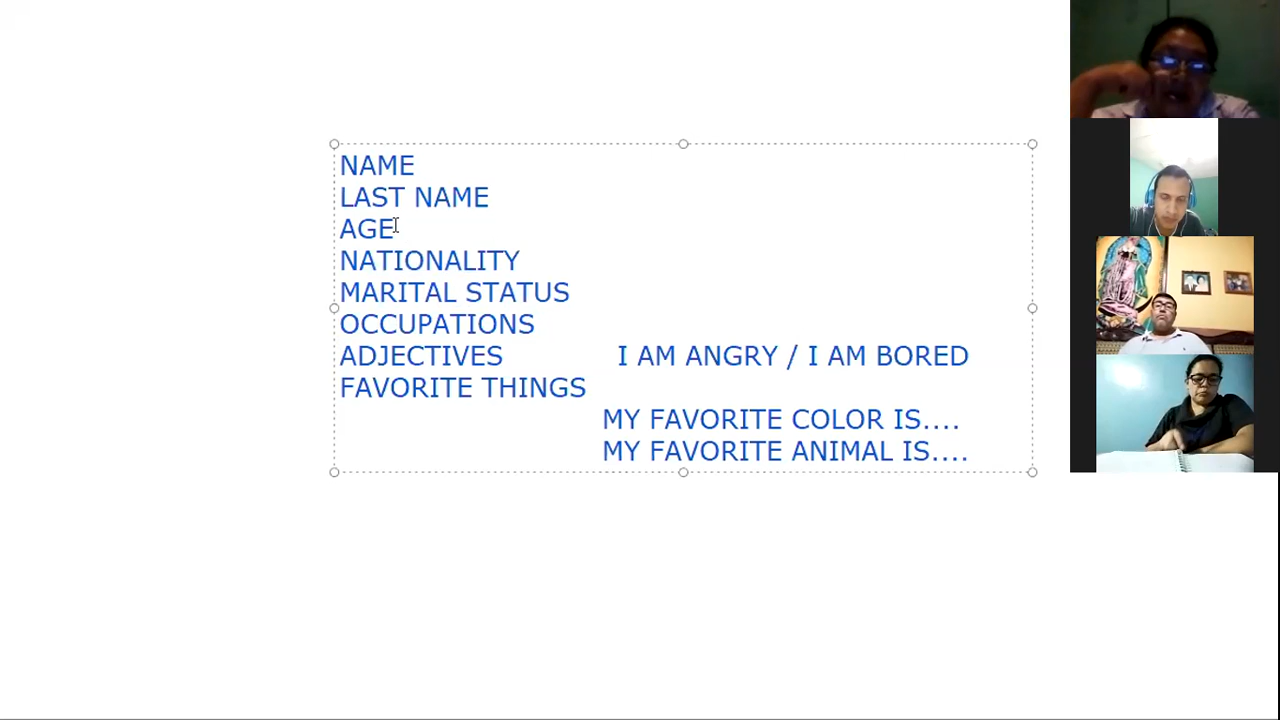 NAME
LAST NAME
AGE
NATIONALITY
MARITAL STATUS
OCCUPATIONS
ADJECTIVES I AM ANGRY / I AM BORED
FAVORITE THINGS
MY FAVORITE COLOR IS....
MY FAVORITE ANIMAL IS....